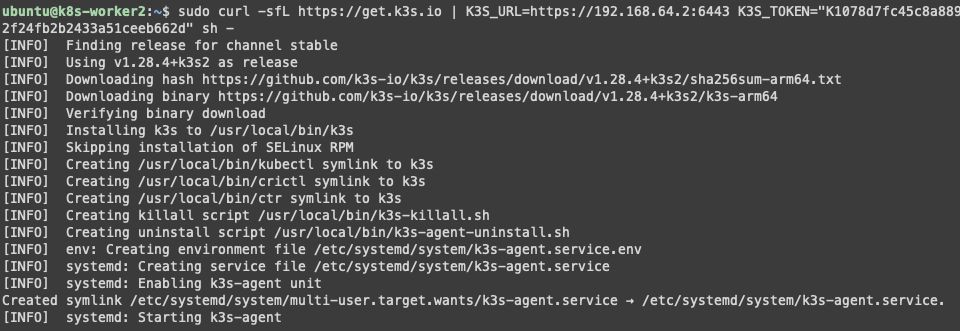 ubuntu@k8s-worker2:~$ sudo curl -sfL https://get.k3s.io | K3S_URL=https://192.168.64.2:6443 K3S_TOKEN="K1078d7fc45c8a889
2f24fb2b2433a51ceeb662d" sh -
[INFO]  Finding release for channel stable
[INFO]  Using v1.28.4+k3s2 as release
[INFO]  Downloading hash https://github.com/k3s-io/k3s/releases/download/v1.28.4+k3s2/sha256sum-arm64.txt
[INFO]  Downloading binary https://github.com/k3s-io/k3s/releases/download/v1.28.4+k3s2/k3s-arm64
[INFO]  Verifying binary download
[INFO]  Installing k3s to /usr/local/bin/k3s
[INFO]  Skipping installation of SELinux RPM
[INFO]  Creating /usr/local/bin/kubectl symlink to k3s
[INFO]  Creating /usr/local/bin/crictl symlink to k3s
[INFO]  Creating /usr/local/bin/ctr symlink to k3s
[INFO]  Creating killall script /usr/local/bin/k3s-killall.sh
[INFO]  Creating uninstall script /usr/local/bin/k3s-agent-uninstall.sh
[INFO]  env: Creating environment file /etc/systemd/system/k3s-agent.service.env
[INFO]  systemd: Creating service file /etc/systemd/system/k3s-agent.service
[INFO]  systemd: Enabling k3s-agent unit
Created symlink /etc/systemd/system/multi-user.target.wants/k3s-agent.service → /etc/systemd/system/k3s-agent.service.
[INFO]  systemd: Starting k3s-agent